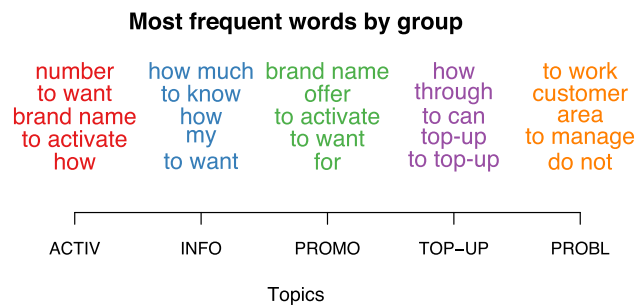 Most frequent words by group
number
to want
brand name
to activate
how
how much
to know
how
my
to want
brand name
offer
to activate
to want
for
how
through
to can
top-up
to top-up
to work
customer
area
to manage
do not
ACTIV
INFO
PROMO
TOP−UP
PROBL
Topics